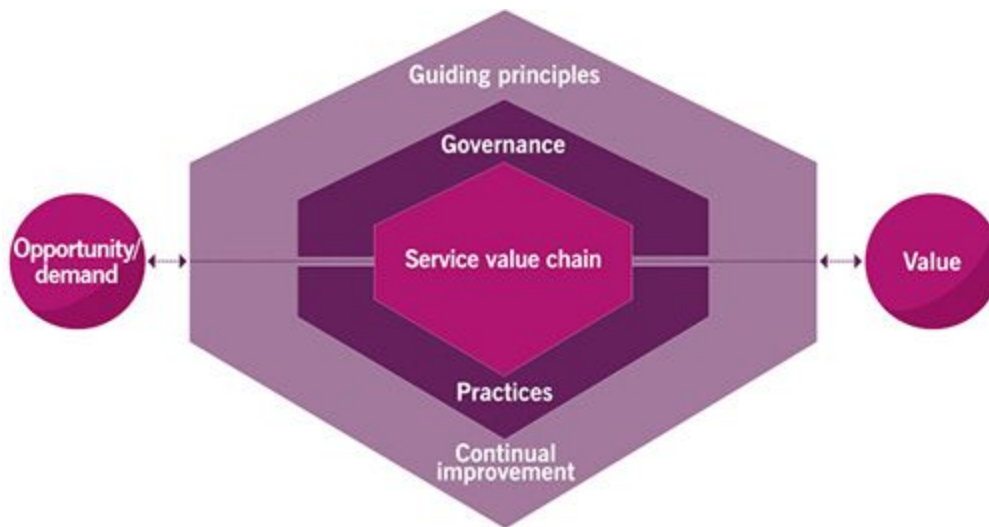 Guiding principles
Governance
Opportunity/
demand
Service value chain
Value
Practices
Continual
improvement